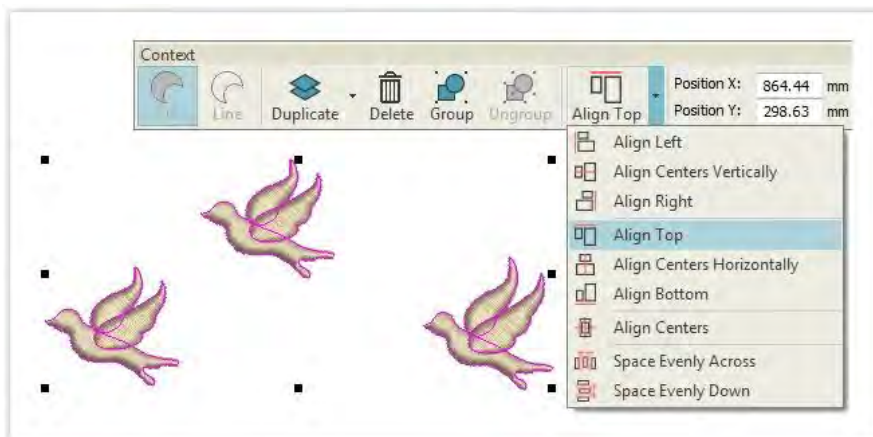 Context
Line Duplicate Delete Group Ungroup Align Top
Position X: 864.44 mm
Position Y: 298.63 mm
Align Left
Align Centers Vertically
Align Right
Align Top
Align Centers Horizontally
Align Bottom
Align Centers
Space Evenly Across
Space Evenly Down